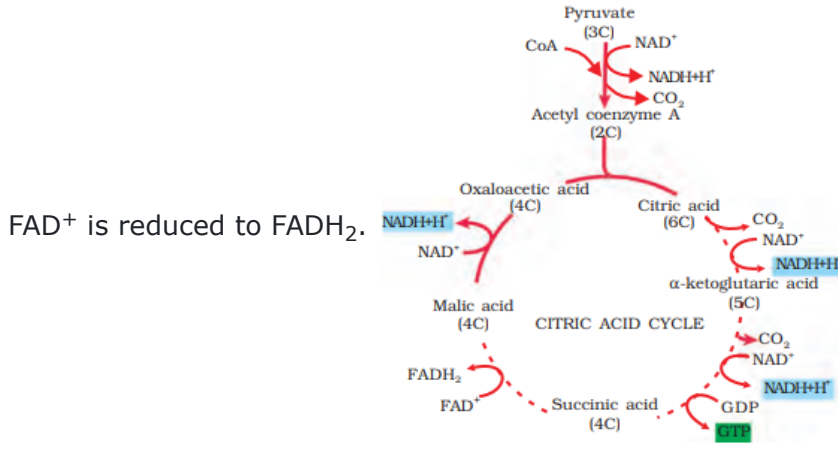 Pyruvate
(3C)
CoA
NAD⁺
NADH+H⁺
CO₂
Acetyl coenzyme A
(2C)
Oxaloacetic acid
(4C)
Citric acid
(6C)
FAD⁺ is reduced to FADH₂.
NADH+H⁺
CO₂
NAD⁺
NAD⁺
NADH+H
α-ketoglutaric acid
(5C)
Malic acid
(4C)
CITRIC ACID CYCLE
CO₂
NAD⁺
FADH₂
NADH+H⁺
FAD⁺
Succinic acid
(4C)
GDP
GTP